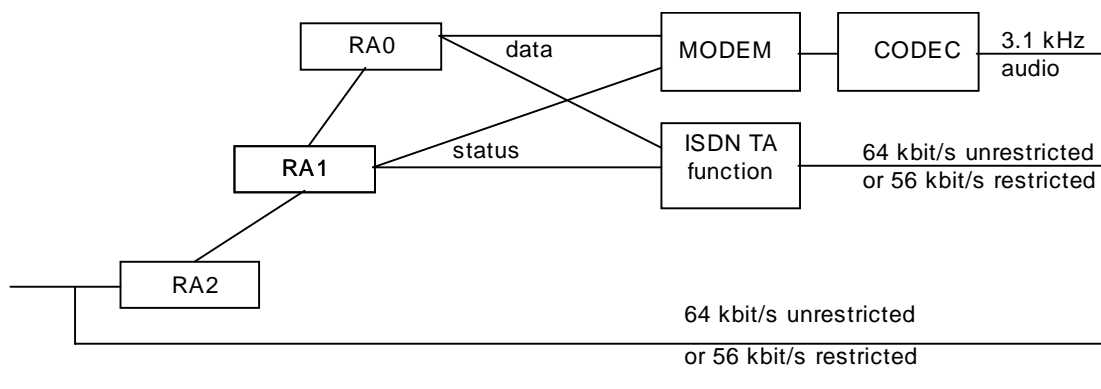 RA0
data
MODEM
CODEC
3.1 kHz
audio
RA1
status
ISDN TA
function
64 kbit/s unrestricted
or 56 kbit/s restricted
RA2
64 kbit/s unrestricted
or 56 kbit/s restricted